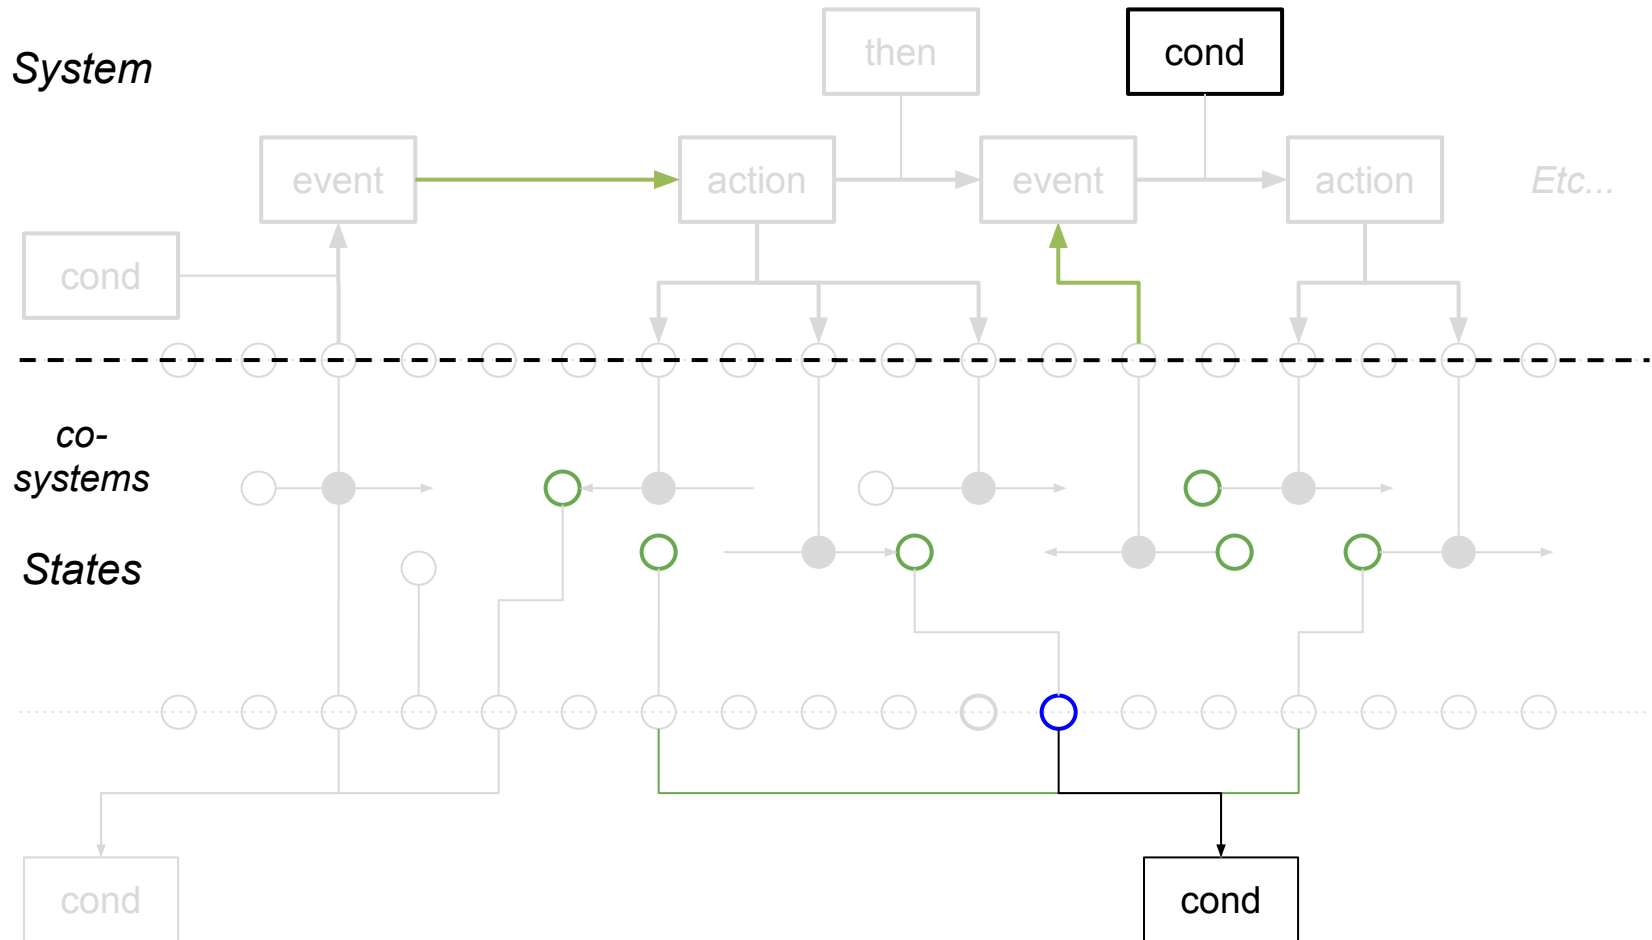 then
cond
System
event
action
event
action
Etc...
cond
co-
systems
States
cond
cond